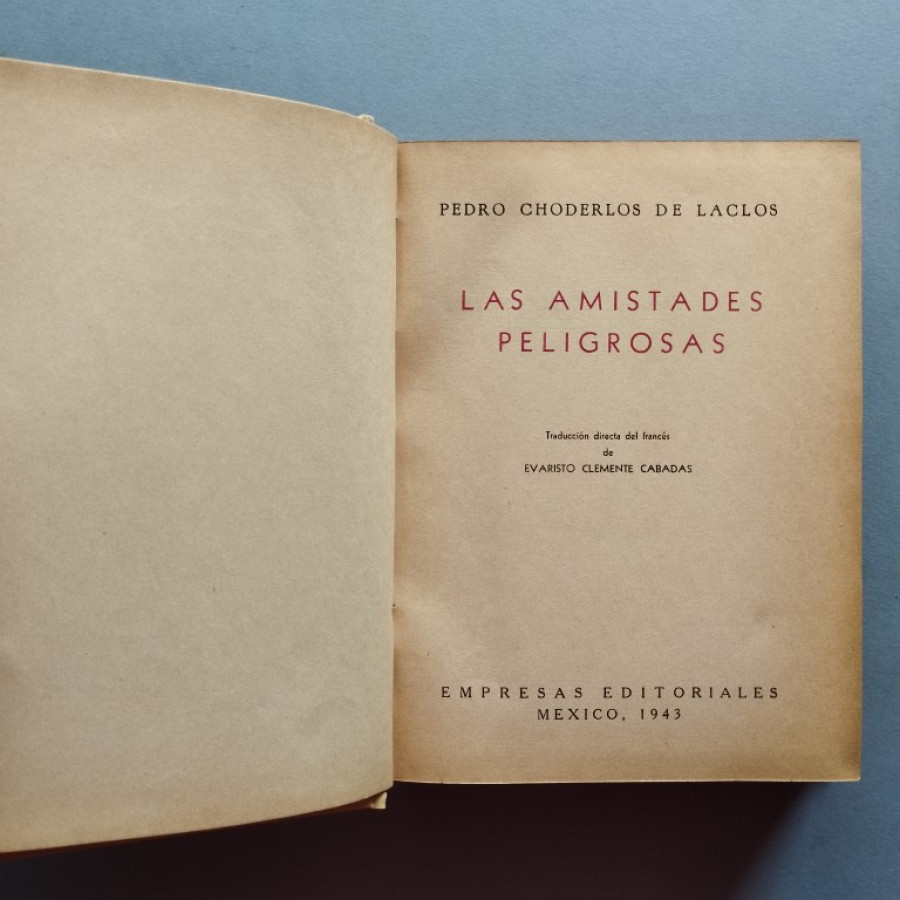 PEDRO CHODERLOS DE LACLOS
LAS AMISTADES
PELIGROSAS
Traducción directa del francés
de
EVARISTO CLEMENTE CABADAS
EMPRESAS EDITORIALES
MEXICO, 1943